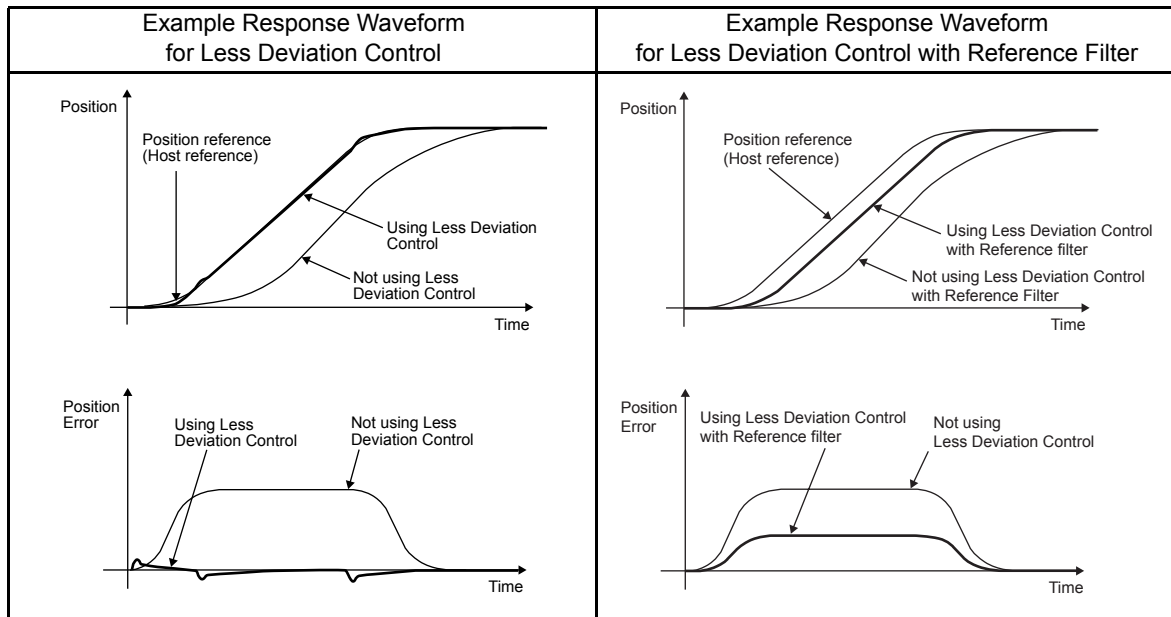 Example Response Waveform
for Less Deviation Control
Example Response Waveform
for Less Deviation Control with Reference Filter
Position
Position reference
(Host reference)
Using Less Deviation
Control
Not using Less
Deviation Control
Time
Position
Error
Using Less
Deviation Control
Not using Less
Deviation Control
Time
Position
Position reference
(Host reference)
Using Less Deviation Control
with Reference filter
Not using Less Deviation Control
with Reference Filter
Time
Position
Error
Using Less Deviation Control
with Reference filter
Not using
Less Deviation Control
Time